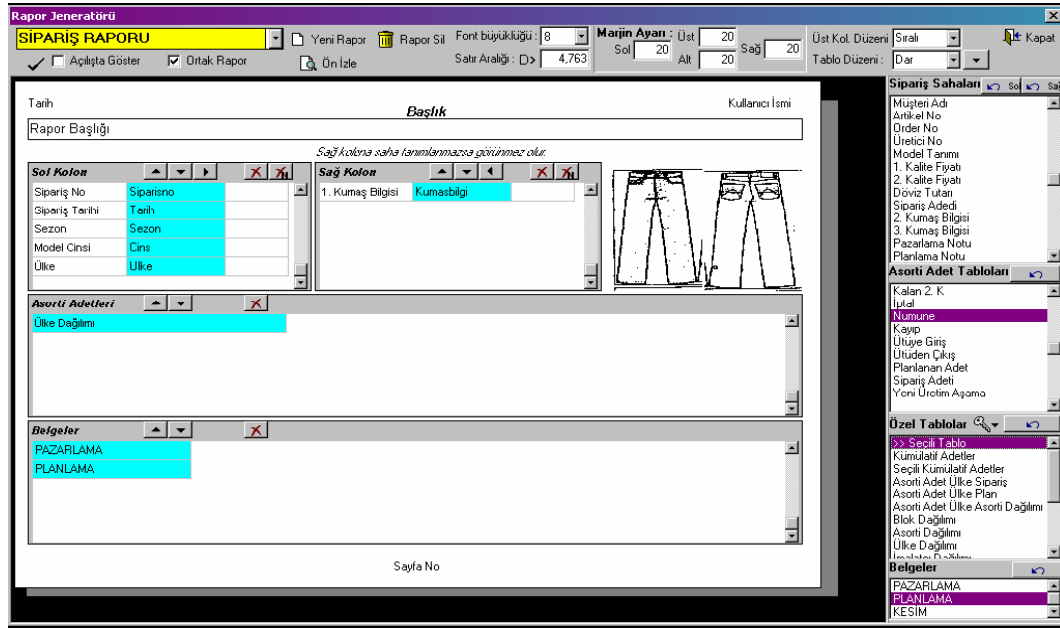 Rapor Jeneratörü
SİPARİŞ RAPORU
Yeni Rapor
Rapor Sil
Font büyüklüğü : 8
Marjin Ayarı :
Üst 20
Sol 20
Sağ 20
Üst Kol. Düzeni Sıralı
Kapat
Açılışta Göster
Ortak Rapor
Ön İzle
Satır Aralığı : D> 4,763
Alt 20
Tablo Düzeni : Dar
Tarih
Başlık
Kullanıcı İsmi
Rapor Başlığı
Sağ kolona saha tanımlanmazsa görünmez olur.
Sol Kolon
Sipariş No Siparisno
Sipariş Tarihi Tarih
Sezon Sezon
Model Cinsi Cins
Ülke Ulke
Sağ Kolon
1. Kumaş Bilgisi Kumasbilgi
Asorti Adetleri
Ülke Dağılımı
Belgeler
PAZARLAMA
PLANLAMA
Sayfa No
Sipariş Sahaları Sol Sağ
Müşteri Adı
Artikel No
Order No
Üretici No
Model Tanımı
1. Kalite Fiyatı
2. Kalite Fiyatı
Döviz Tutarı
Sipariş Adedi
2. Kumaş Bilgisi
3. Kumaş Bilgisi
Pazarlama Notu
Planlama Notu
Asorti Adet Tabloları
Kalan 2. K
İptal
Numune
Kayıp
Ütüye Giriş
Ütüden Çıkış
Planlanan Adet
Sipariş Adeti
Yeni Üretim Aşama
Özel Tablolar
>> Seçili Tablo
Kümülatif Adetler
Seçili Kümülatif Adetler
Asorti Adet Ülke Sipariş
Asorti Adet Ülke Plan
Asorti Adet Ülke Asorti Dağılımı
Blok Dağılımı
Asorti Dağılımı
Ülke Dağılımı
İmalatçı Dağılımı
Belgeler
PAZARLAMA
PLANLAMA
KESİM